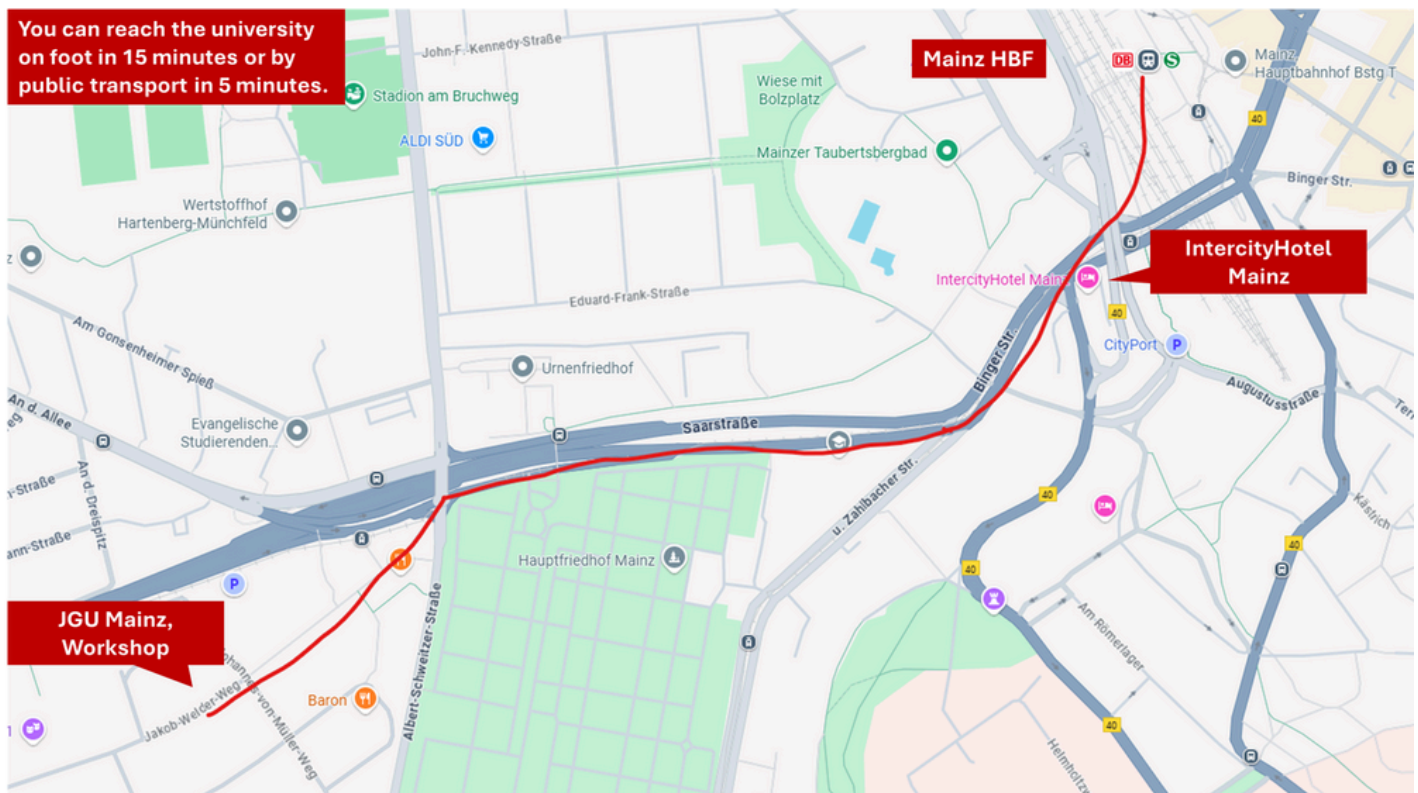 You can reach the university
on foot in 15 minutes or by
public transport in 5 minutes.
John-F.-Kennedy-Straße
Stadion am Bruchweg
ALDI SÜD
Wiese mit
Bolzplatz
Mainz HBF
DB
S
Mainz
Hauptbahnhof Bstg T
40
Mainzer Taubertsbergbad
Binger Str.
Wertstoffhof
Hartenberg-Münchfeld
z
IntercityHotel
Mainz
IntercityHotel Mainz
Eduard-Frank-Straße
40
CityPort
P
Am Gonsenheimer Spieß
Binger Str.
Urnenfriedhof
Augustusstraße
An d. Allee
Evangelische
Studierenden...
Saarstraße
An d. Dreispitz
u. Zahlbacher Str.
40
Kästrich
40
Hauptfriedhof Mainz
P
40
JGU Mainz,
Workshop
Am Römerlager
Albert-Schweitzer-Straße
Jakob-Welder-Weg
Baron
40